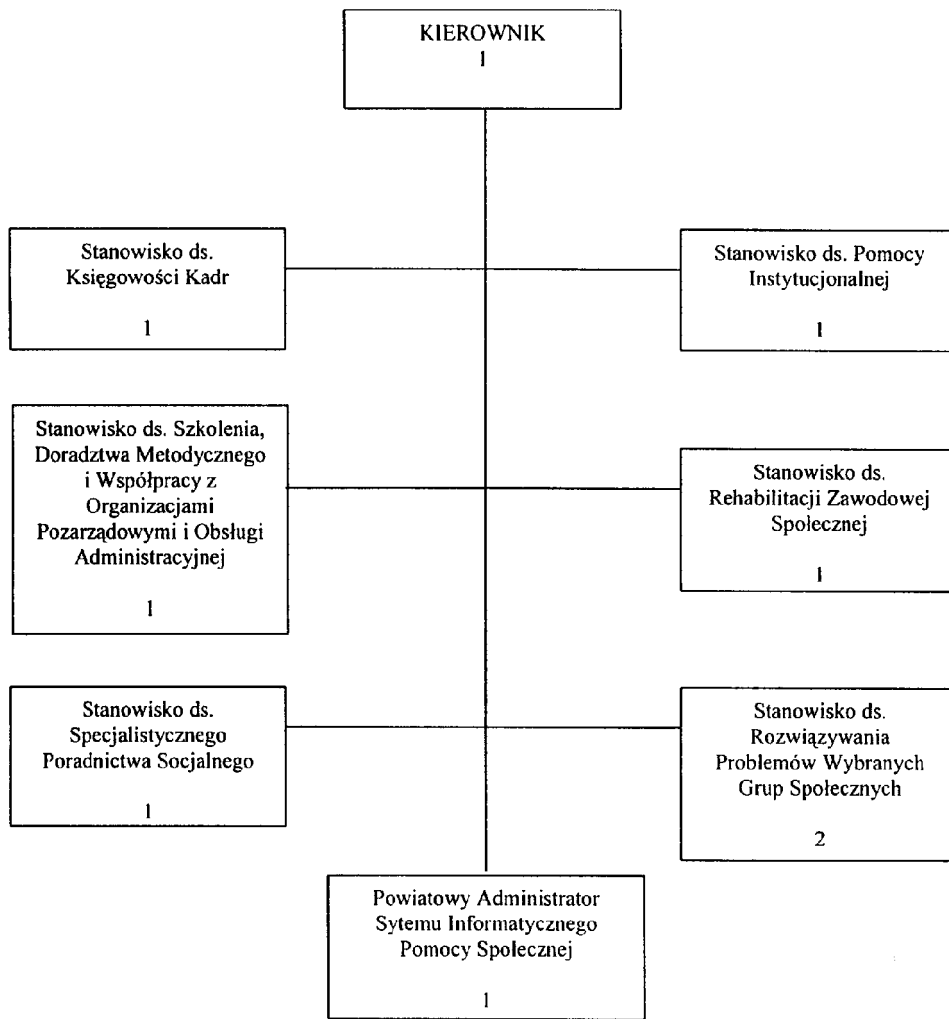 KIEROWNIK
1
Stanowisko ds.
Księgowości Kadr
1
Stanowisko ds. Pomocy
Instytucjonalnej
1
Stanowisko ds. Szkolenia,
Doradztwa Metodycznego
i Współpracy z
Organizacjami
Pozarządowymi i Obsługi
Administracyjnej
1
Stanowisko ds.
Rehabilitacji Zawodowej
Społecznej
1
Stanowisko ds.
Specjalistycznego
Poradnictwa Socjalnego
1
Stanowisko ds.
Rozwiązywania
Problemów Wybranych
Grup Społecznych
2
Powiatowy Administrator
Sytemu Informatycznego
Pomocy Społecznej
1